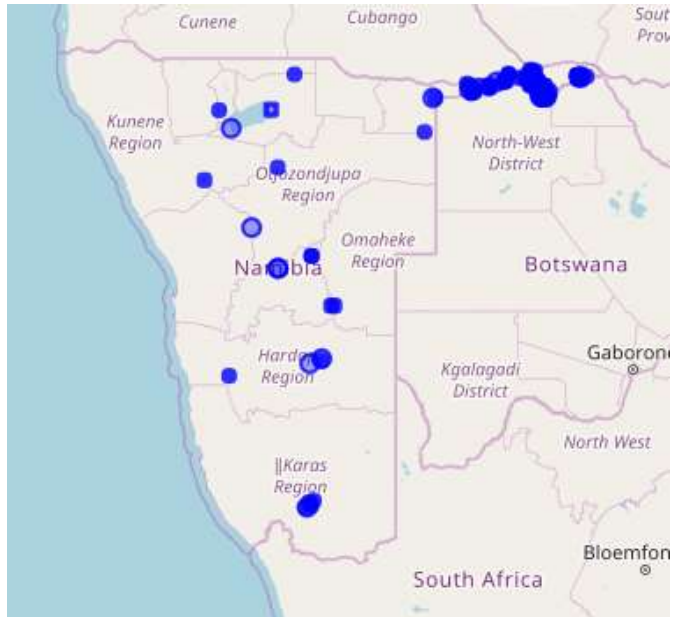 Cunene
Cubango
Sout
Prov
Kunene
Region
North-West
District
Otjozondjupa
Region
Omaheke
Region
Namibia
Botswana
Hardap
Region
Gaborone
Kgalagadi
District
North West
ǁKaras
Region
Bloemfon
South Africa